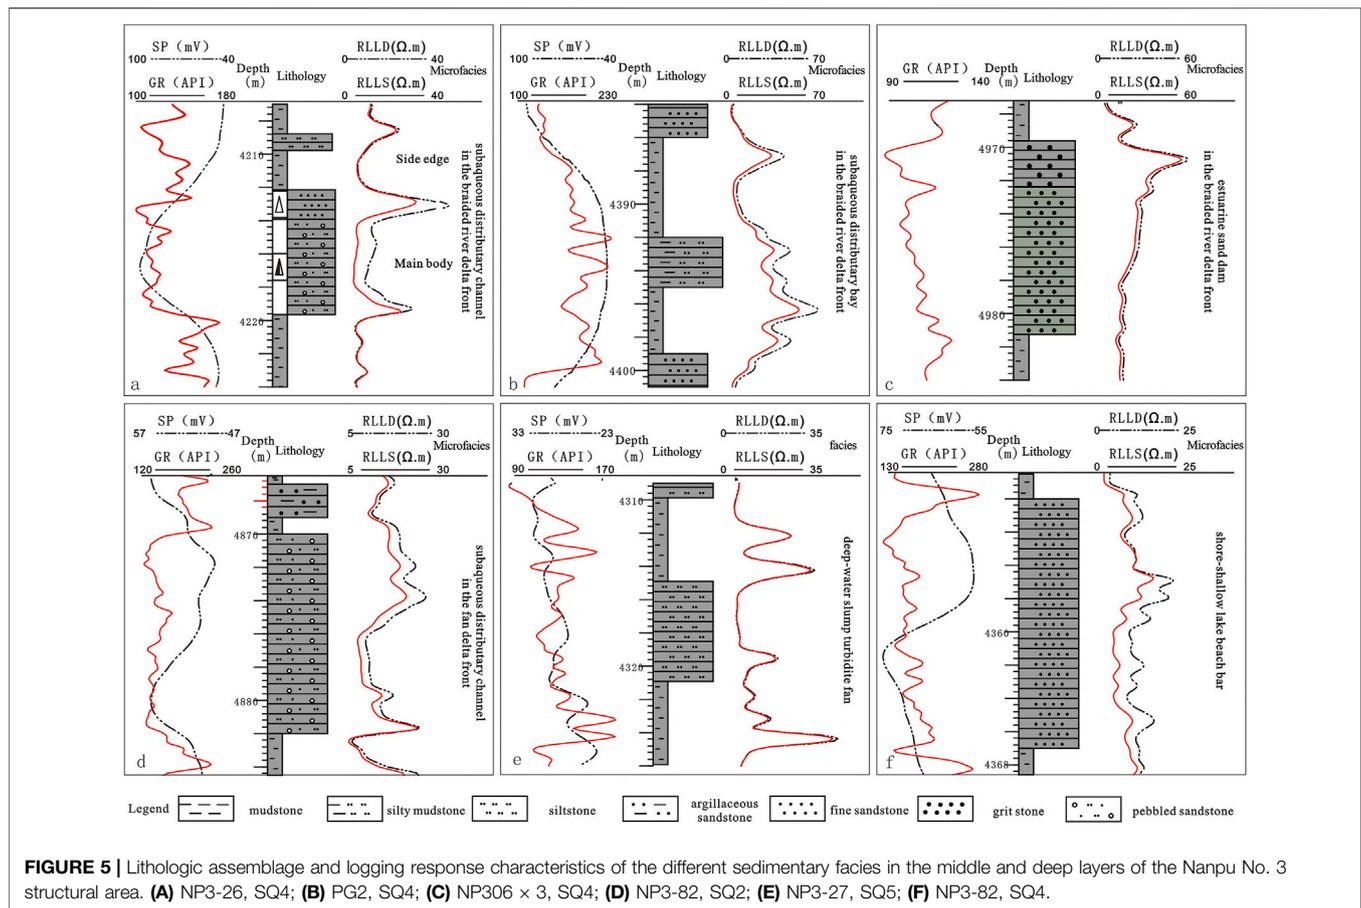 SP (mV)
100 40
GR (API)
100 180
Depth
(m)
Lithology
RLLD(Ω.m)
0 40
RLLS(Ω.m)
0 40
Microfacies
4210
4220
Side edge
Main body
subaqueous distributary channel
in the braided river delta front
a
SP (mV)
100 40
GR (API)
100 230
Depth
(m)
Lithology
RLLD(Ω.m)
0 70
RLLS(Ω.m)
0 70
Microfacies
4390
4400
subaqueous distributary bay
in the braided river delta front
b
GR (API)
90 140
Depth
(m)
Lithology
RLLD(Ω.m)
0 60
RLLS(Ω.m)
0 60
Microfacies
4970
4980
estuarine sand dam
in the braided river delta front
c
SP (mV)
57 47
GR (API)
120 260
Depth
(m)
Lithology
RLLD(Ω.m)
5 30
RLLS(Ω.m)
5 30
Microfacies
4870
4880
subaqueous distributary channel
in the fan delta front
d
SP (mV)
33 23
GR (API)
90 170
Depth
(m)
Lithology
RLLD(Ω.m)
0 35
RLLS(Ω.m)
0 35
facies
4310
4320
deep-water slump turbidite fan
e
SP (mV)
75 55
GR (API)
130 280
Depth
(m)
Lithology
RLLD(Ω.m)
0 25
RLLS(Ω.m)
0 25
Microfacies
4360
4368
shore-shallow lake beach bar
f
Legend mudstone silty mudstone siltstone argillaceous sandstone fine sandstone grit stone pebbled sandstone
FIGURE 5 | Lithologic assemblage and logging response characteristics of the different sedimentary facies in the middle and deep layers of the Nanpu No. 3
structural area. (A) NP3-26, SQ4; (B) PG2, SQ4; (C) NP306 × 3, SQ4; (D) NP3-82, SQ2; (E) NP3-27, SQ5; (F) NP3-82, SQ4.